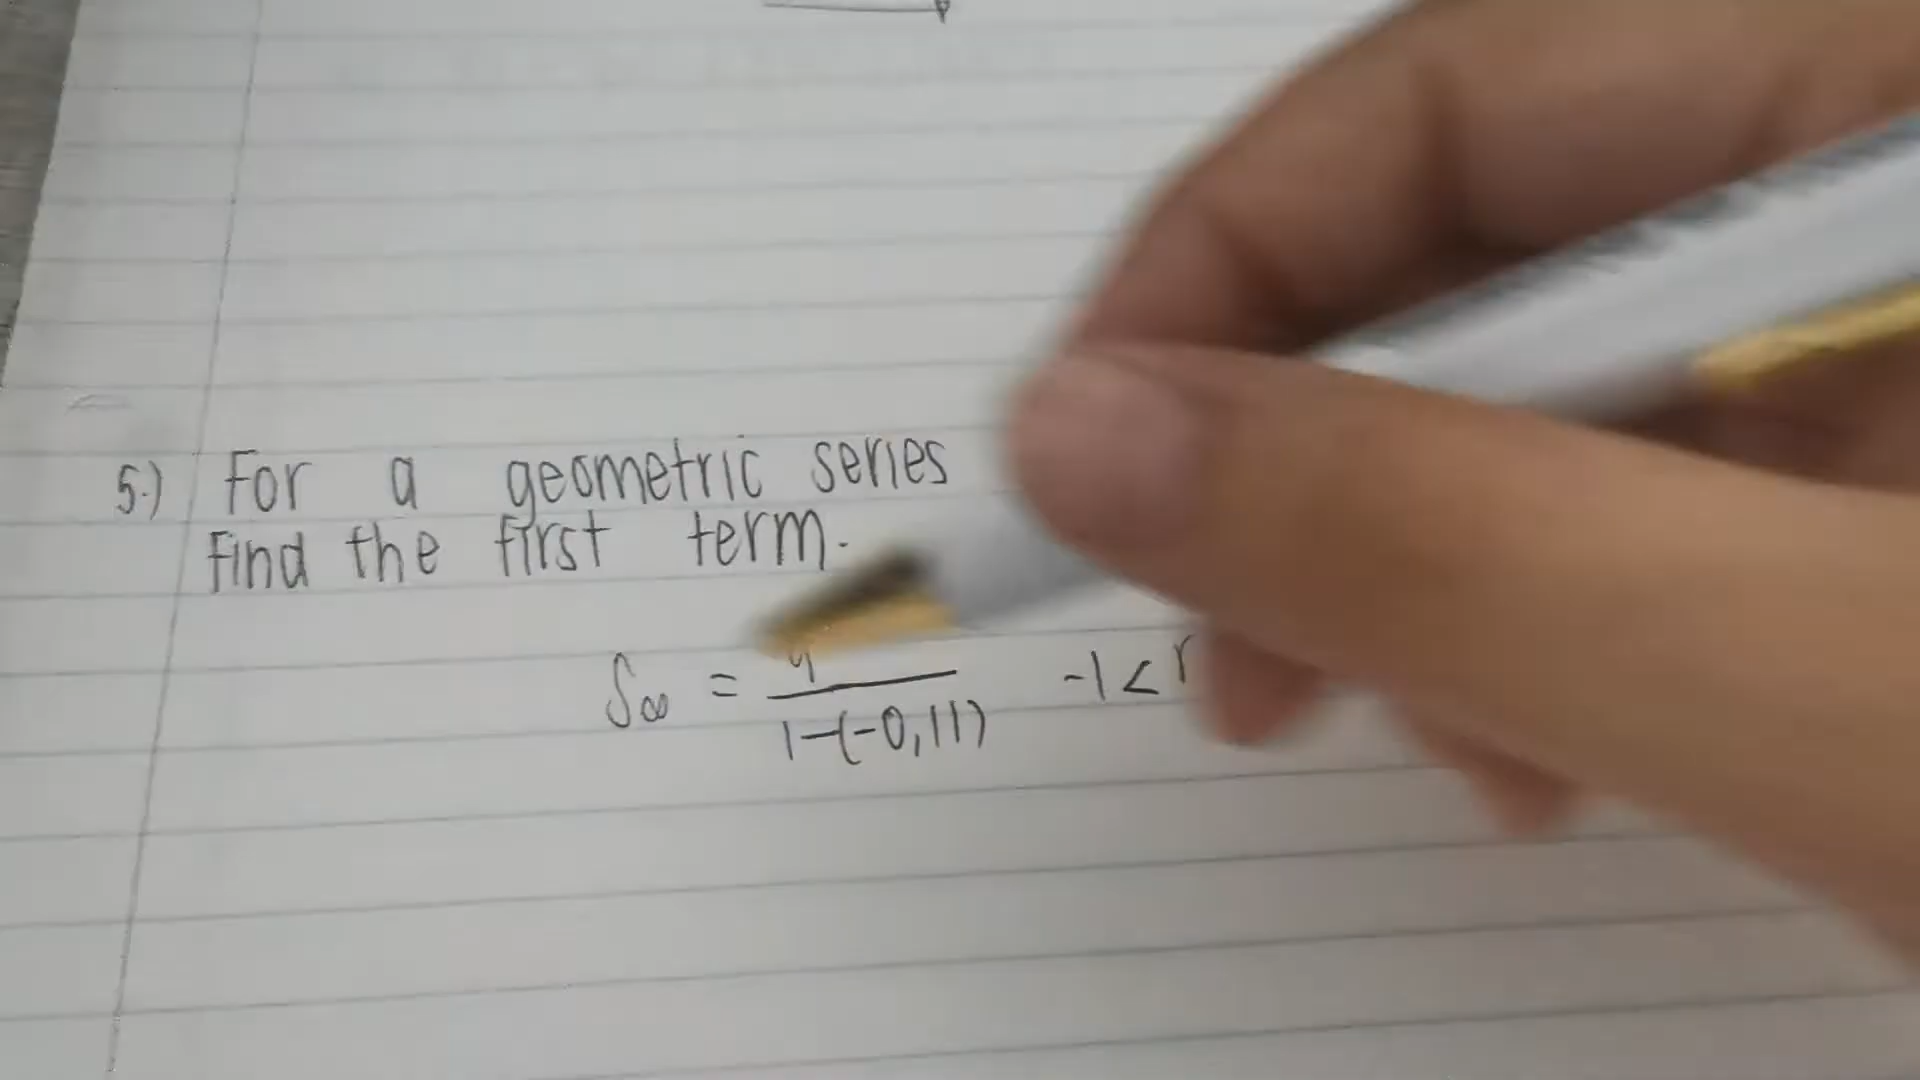 5.) For a geometric series
Find the first term.
S∞ = —— -1 < r
1-(-0,11)